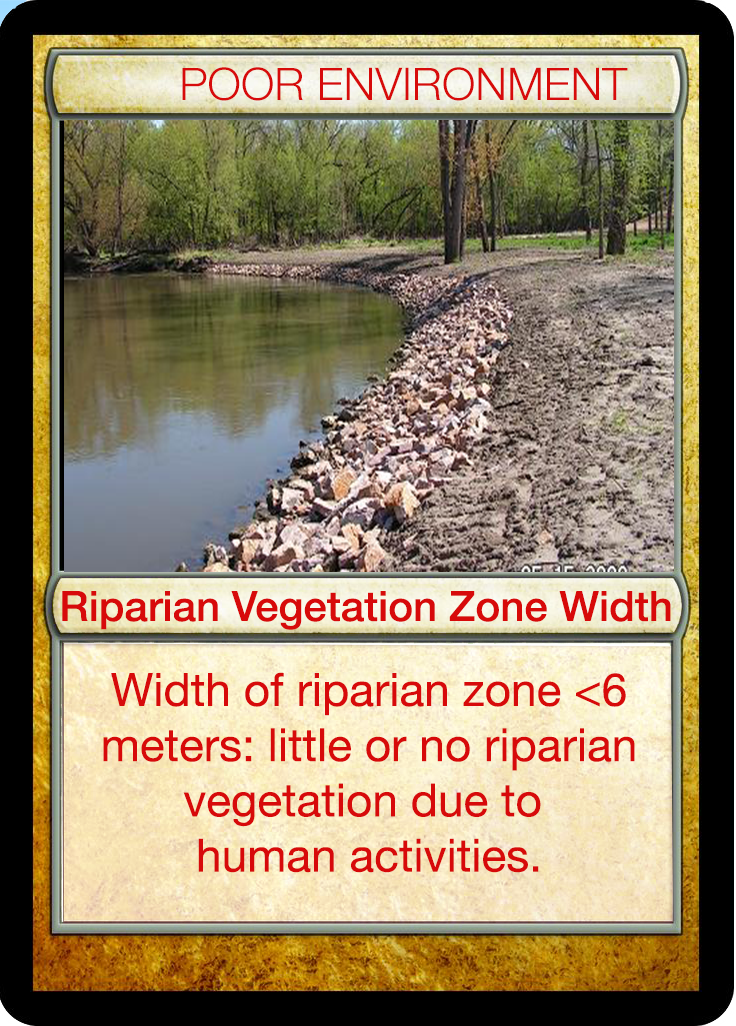 POOR ENVIRONMENT
Riparian Vegetation Zone Width
Width of riparian zone <6
meters: little or no riparian
vegetation due to
human activities.